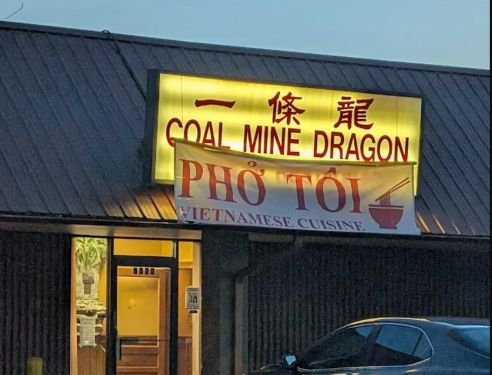 一條龍
COAL MINE DRAGON
PHỞ TÔI
VIETNAMESE CUISINE